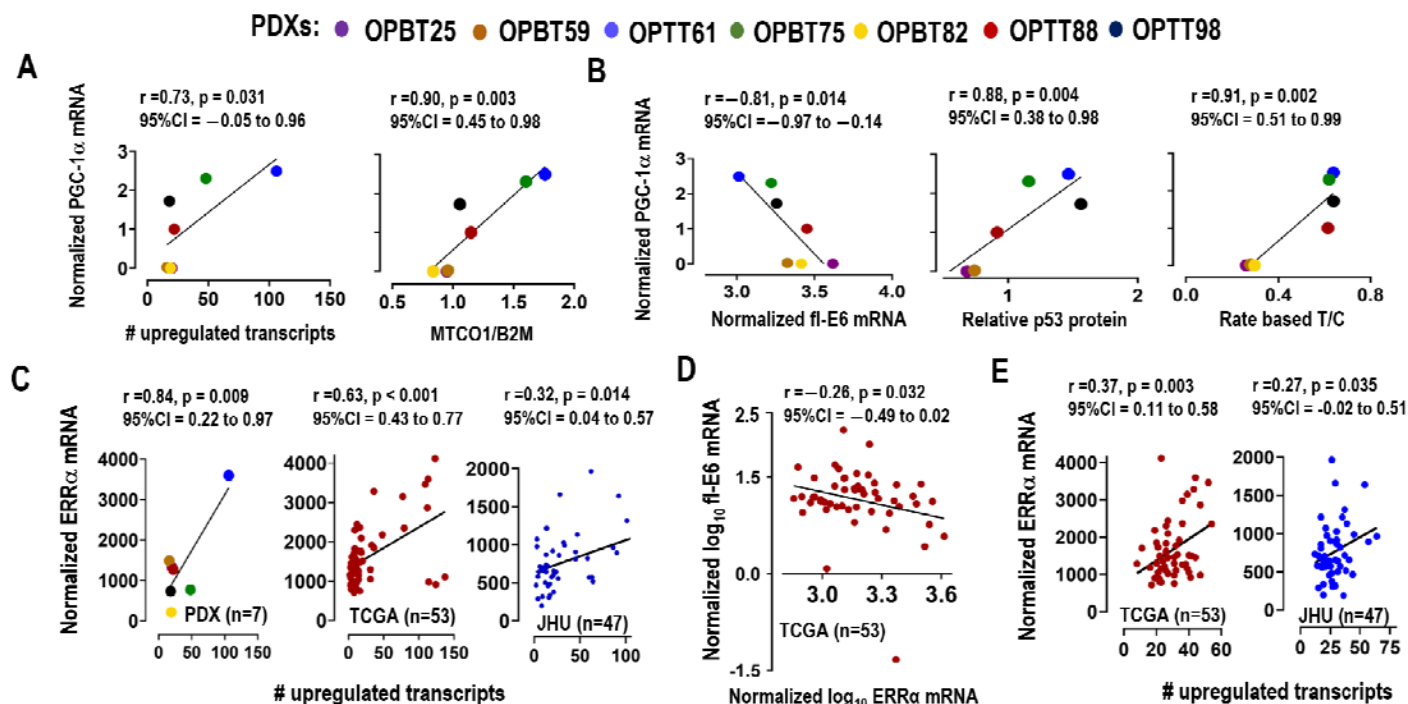 PDXs: OPBT25 OPBT59 OPTT61 OPBT75 OPBT82 OPTT88 OPTT98
A
r =0.73, p = 0.031
95%CI = −0.05 to 0.96
r =0.90, p = 0.003
95%CI = 0.45 to 0.98
Normalized PGC-1α mRNA
3
2
1
0
0 50 100 150
# upregulated transcripts
0.5 1.0 1.5 2.0
MTCO1/B2M
B
r=−0.81, p = 0.014
95%CI=−0.97 to −0.14
r = 0.88, p = 0.004
95%CI = 0.38 to 0.98
r =0.91, p = 0.002
95%CI = 0.51 to 0.99
Normalized PGC-1α mRNA
3
2
1
0
3.0 3.5 4.0
Normalized fl-E6 mRNA
1 2
Relative p53 protein
0.0 0.4 0.8
Rate based T/C
C
r=0.84, p = 0.009
95%CI = 0.22 to 0.97
r=0.63, p < 0.001
95%CI = 0.43 to 0.77
r=0.32, p = 0.014
95%CI = 0.04 to 0.57
Normalized ERRα mRNA
4000
3000
2000
1000
0
PDX (n=7)
0 50 100 150
4000
3000
2000
1000
0
TCGA (n=53)
0 50 100 150
2000
1500
1000
500
0
JHU (n=47)
0 50 100
# upregulated transcripts
D
r=−0.26, p = 0.032
95%CI = −0.49 to 0.02
Normalized log10 fl-E6 mRNA
1.5
0.0
-1.5
3.0 3.3 3.6
TCGA (n=53)
Normalized log10 ERRα mRNA
E
r=0.37, p = 0.003
95%CI = 0.11 to 0.58
r=0.27, p = 0.035
95%CI = -0.02 to 0.51
Normalized ERRα mRNA
4000
3000
2000
1000
0
TCGA (n=53)
0 20 40 60
2000
1500
1000
500
0
JHU (n=47)
0 25 50 75
# upregulated transcripts